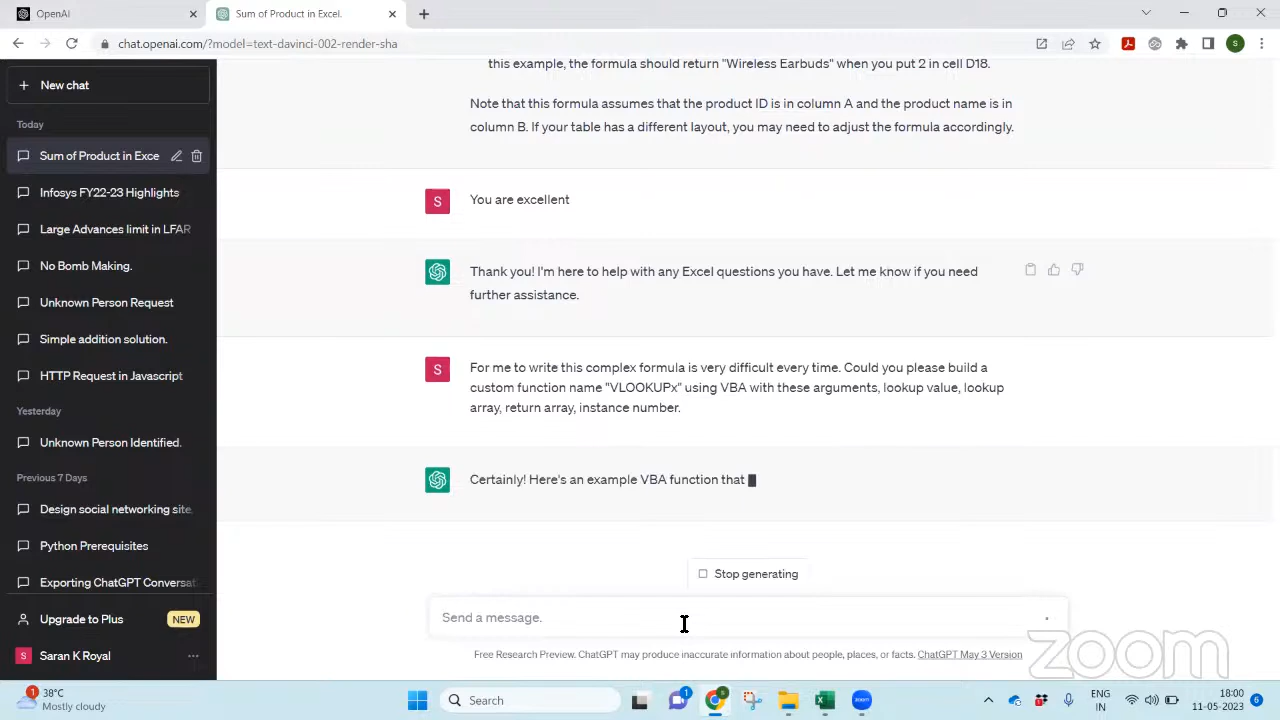 OpenAI
Sum of Product in Excel.
chat.openai.com/?model=text-davinci-002-render-sha
S
New chat
Today
Sum of Product in Exce
Infosys FY22-23 Highlights
Large Advances limit in LFAR
No Bomb Making.
Unknown Person Request
Simple addition solution.
HTTP Request in Javascript
Yesterday
Unknown Person Identified.
Previous 7 Days
Design social networking site
Python Prerequisites
Exporting ChatGPT Conversat
Upgrade to Plus
NEW
S
Saran K Royal
this example, the formula should return "Wireless Earbuds" when you put 2 in cell D18.
Note that this formula assumes that the product ID is in column A and the product name is in
column B. If your table has a different layout, you may need to adjust the formula accordingly.
S
You are excellent
Thank you! I'm here to help with any Excel questions you have. Let me know if you need
further assistance.
S
For me to write this complex formula is very difficult every time. Could you please build a
custom function name "VLOOKUPx" using VBA with these arguments, lookup value, lookup
array, return array, instance number.
Certainly! Here's an example VBA function that
Stop generating
Send a message.
Free Research Preview. ChatGPT may produce inaccurate information about people, places, or facts. ChatGPT May 3 Version
zoom
1
38°C
Mostly cloudy
Search
1
S
zoom
ENG
IN
18:00
11-05-2023
6